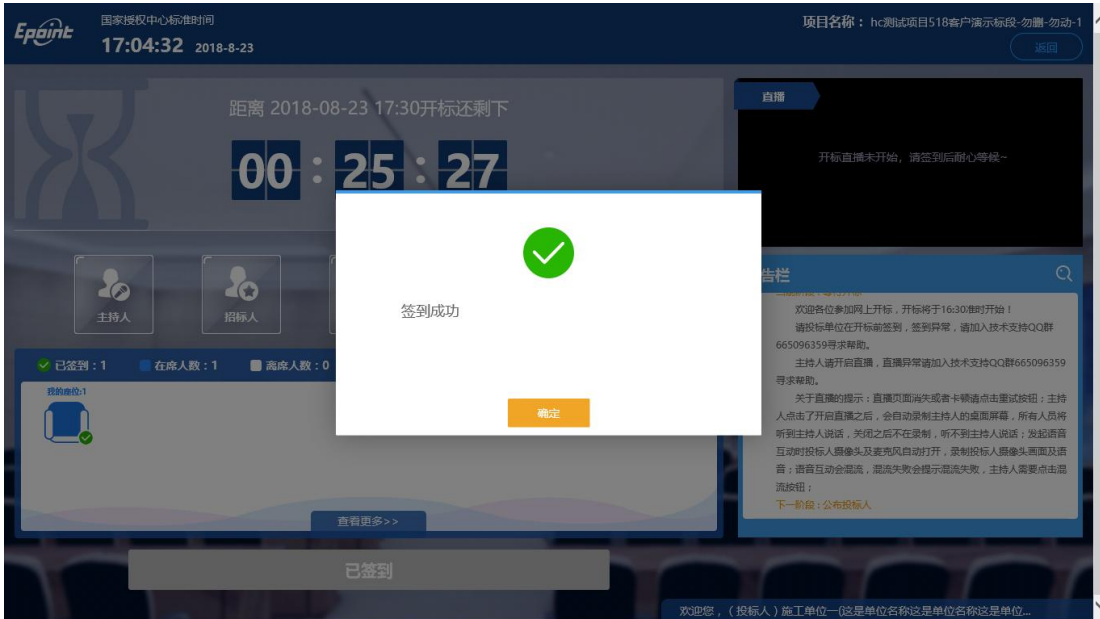 Epoint
国家授权中心标准时间
17:04:32 2018-8-23
项目名称：hc测试项目518客户演示标段-勿删-勿动-1
返回
距离 2018-08-23 17:30开标还剩下
00 : 25 : 27
直播
开标直播未开始，请签到后耐心等候~
签到成功
确定
主持人
招标人
已签到：1 在席人数：1 离席人数：0
我的座位:1
查看更多>>
已签到
告栏
欢迎各位参加网上开标，开标将于16:30准时开始！
请投标单位在开标前签到，签到异常，请加入技术支持QQ群
665096359寻求帮助。
主持人请开启直播，直播异常请加入技术支持QQ群665096359
寻求帮助。
关于直播的提示：直播页面消失或者卡顿请点击重试按钮；主持
人点击了开启直播之后，会自动录制主持人的桌面屏幕，所有人员将
听到主持人说话，关闭之后不在录制，听不到主持人说话；发起语音
互动时投标人摄像头及麦克风自动打开，录制投标人摄像头画面及语
音；语音互动会混流，混流失败会提示混流失败，主持人需要点击混
流按钮；
下一阶段：公布投标人
欢迎您，（投标人）施工单位一(这是单位名称这是单位名称这是单位...